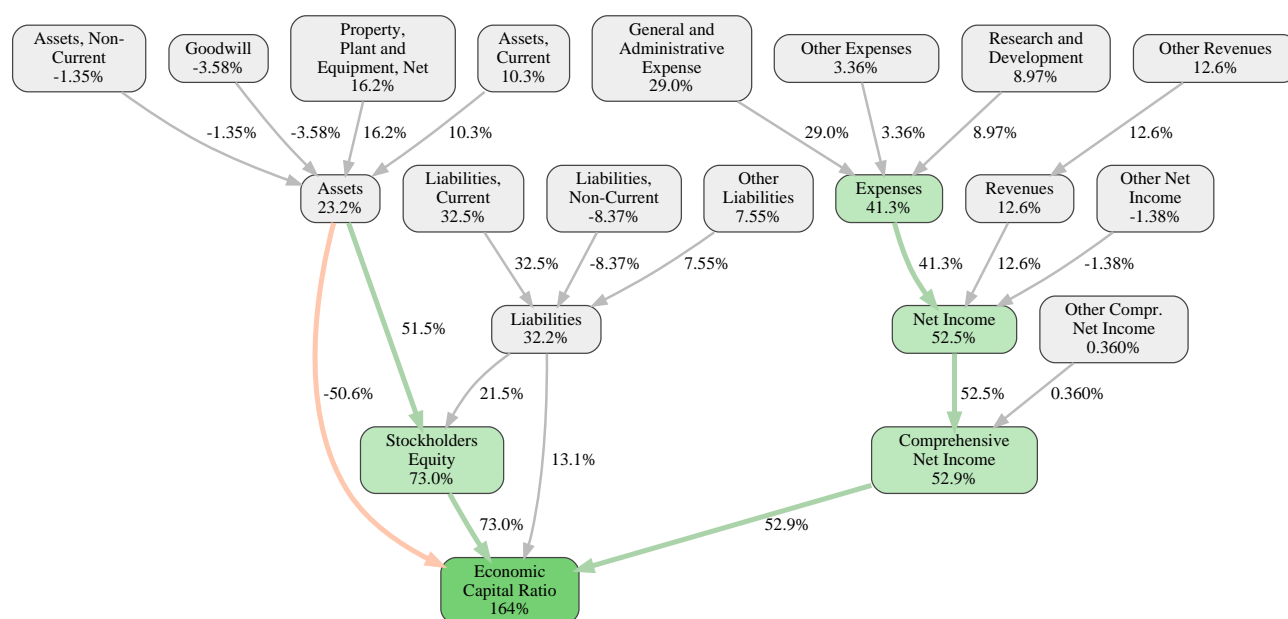 Assets, Non-
Current
-1.35%
Goodwill
-3.58%
Property,
Plant and
Equipment, Net
16.2%
Assets,
Current
10.3%
General and
Administrative
Expense
29.0%
Other Expenses
3.36%
Research and
Development
8.97%
Other Revenues
12.6%
-1.35%
-3.58%
16.2%
10.3%
29.0%
3.36%
8.97%
12.6%
Assets
23.2%
Liabilities,
Current
32.5%
Liabilities,
Non-Current
-8.37%
Other
Liabilities
7.55%
Expenses
41.3%
Revenues
12.6%
Other Net
Income
-1.38%
32.5%
-8.37%
7.55%
41.3%
12.6%
-1.38%
51.5%
Liabilities
32.2%
Net Income
52.5%
Other Compr.
Net Income
0.360%
-50.6%
21.5%
52.5%
0.360%
Stockholders
Equity
73.0%
13.1%
Comprehensive
Net Income
52.9%
73.0%
52.9%
Economic
Capital Ratio
164%